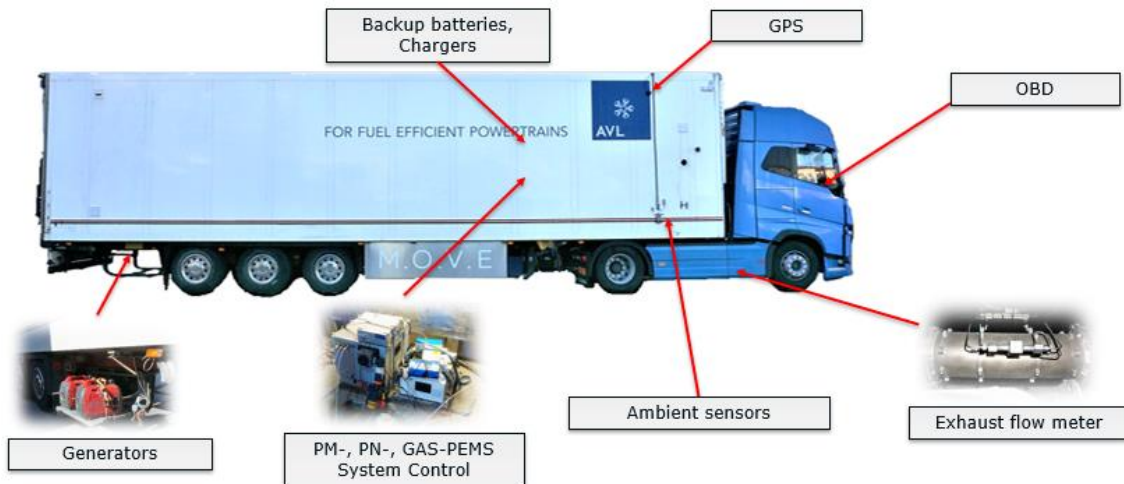 Backup batteries,
Chargers
GPS
OBD
FOR FUEL EFFICIENT POWERTRAINS
AVL
H
M.O.V.E
Generators
PM-, PN-, GAS-PEMS
System Control
Ambient sensors
Exhaust flow meter